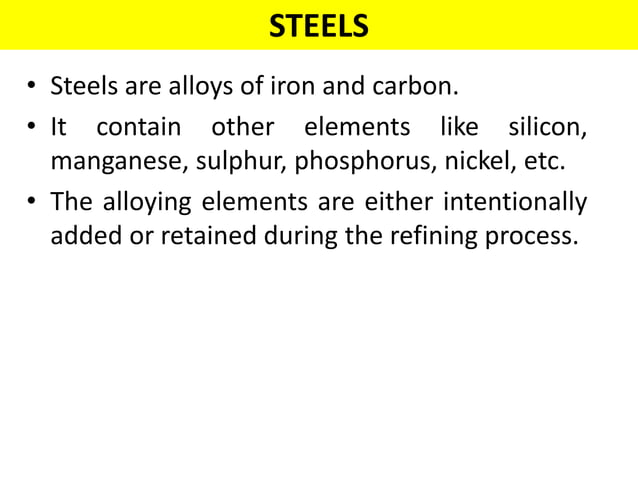 STEELS
• Steels are alloys of iron and carbon.
• It contain other elements like silicon,
manganese, sulphur, phosphorus, nickel, etc.
• The alloying elements are either intentionally
added or retained during the refining process.